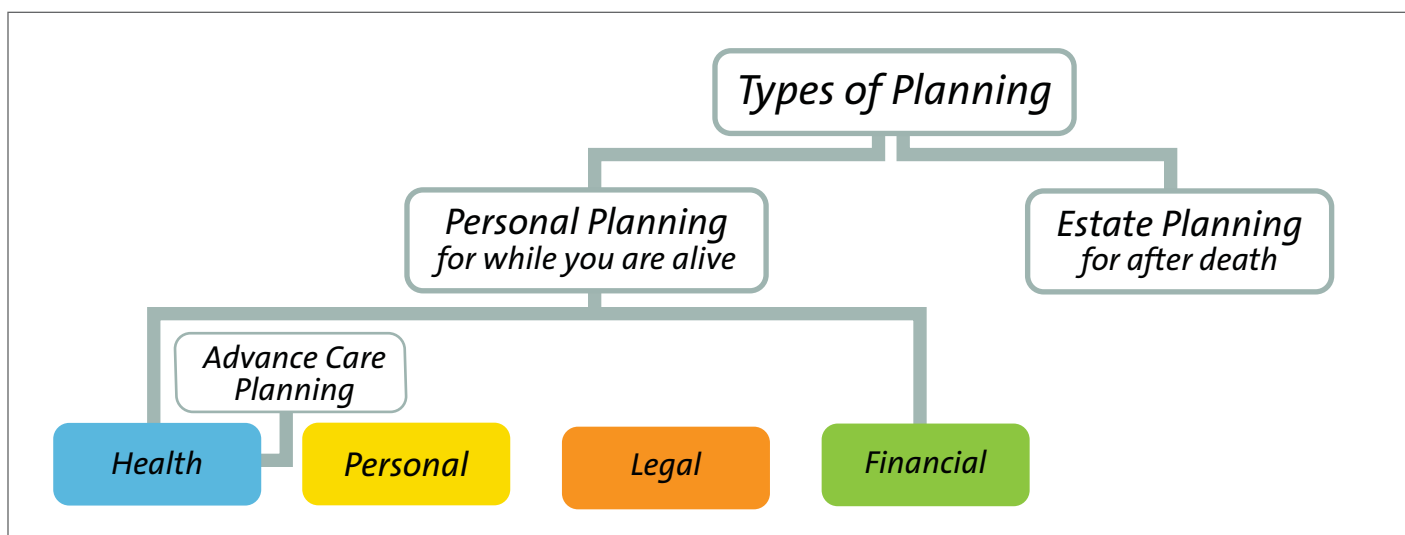 Types of Planning
Personal Planning
for while you are alive
Estate Planning
for after death
Advance Care
Planning
Health
Personal
Legal
Financial